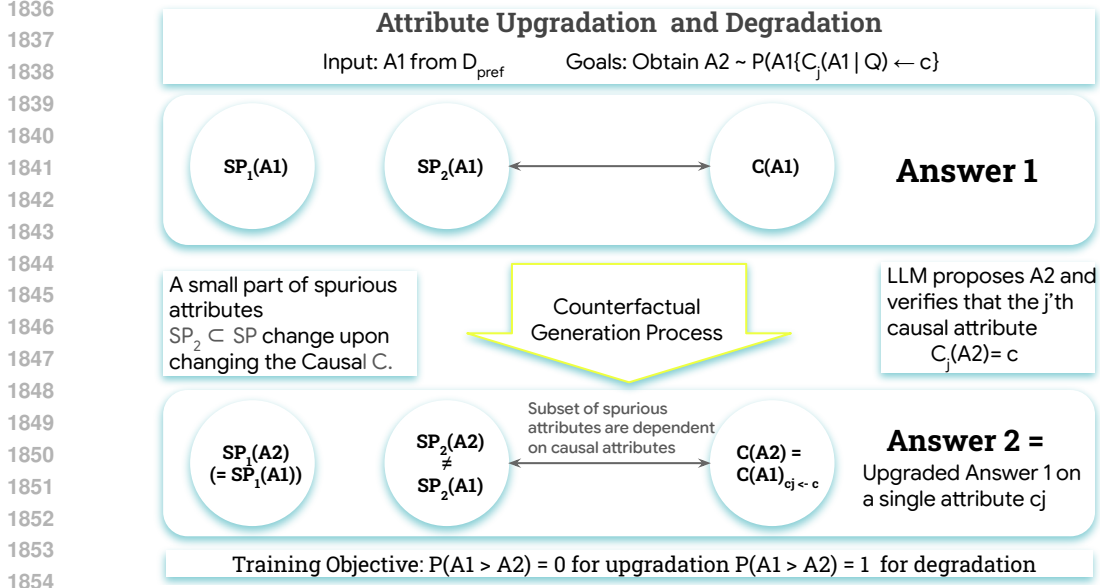 1836
1837
1838
1839
1840
1841
1842
1843
1844
1845
1846
1847
1848
1849
1850
1851
1852
1853
1854
Attribute Upgradation and Degradation
Input: A1 from D_pref Goals: Obtain A2 ~ P(A1{C_j(A1 | Q) ← c}
SP_1(A1)
SP_2(A1)
C(A1)
Answer 1
A small part of spurious
attributes
SP_2 ⊂ SP change upon
changing the Causal C.
Counterfactual
Generation Process
LLM proposes A2 and
verifies that the j'th
causal attribute
C_j(A2)= c
SP_1(A2)
(= SP_1(A1))
SP_2(A2)
≠
SP_2(A1)
Subset of spurious
attributes are dependent
on causal attributes
C(A2) =
C(A1)_cj <- c
Answer 2 =
Upgraded Answer 1 on
a single attribute cj
Training Objective: P(A1 > A2) = 0 for upgradation P(A1 > A2) = 1 for degradation